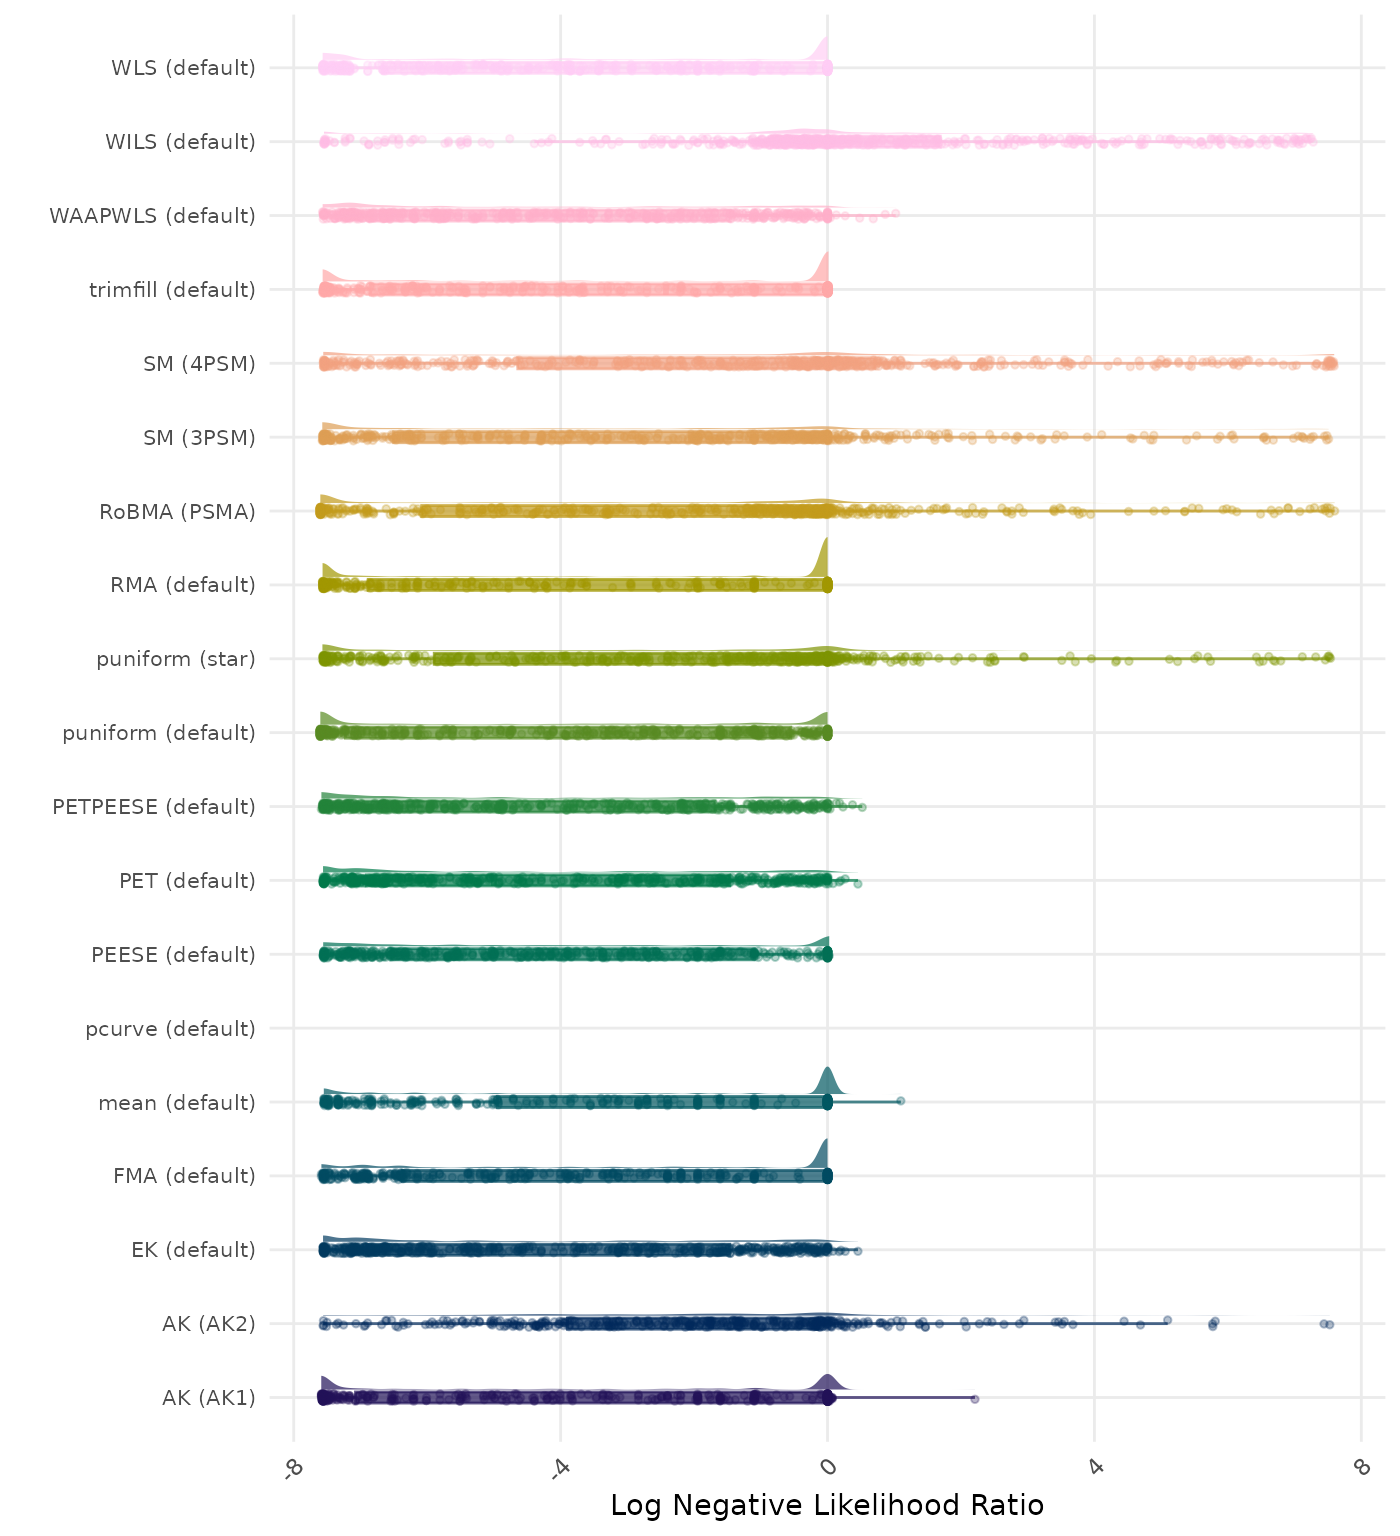 WLS (default)
WILS (default)
WAAPWLS (default)
trimfill (default)
SM (4PSM)
SM (3PSM)
RoBMA (PSMA)
RMA (default)
puniform (star)
puniform (default)
PETPEESE (default)
PET (default)
PEESE (default)
pcurve (default)
mean (default)
FMA (default)
EK (default)
AK (AK2)
AK (AK1)
-8 -4 0 4 8
Log Negative Likelihood Ratio